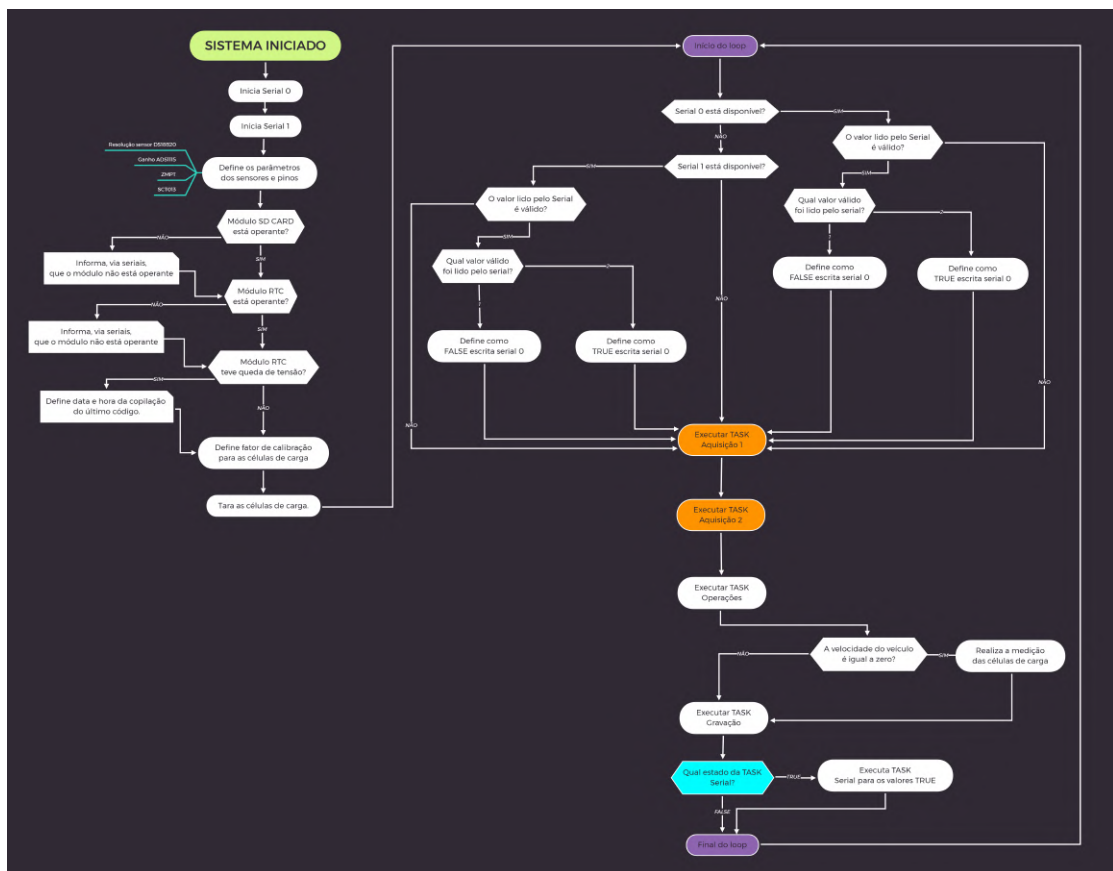 SISTEMA INICIADO
Inicia Serial 0
Inicia Serial 1
Resolução sensor DS18B20
Ganho ADS1115
ZMPT
SCT013
Define os parâmetros
dos sensores e pinos
Módulo SD CARD
está operante?
NÃO
SIM
Informa, via seriais,
que o módulo não está operante
Módulo RTC
está operante?
NÃO
SIM
Informa, via seriais,
que o módulo não está operante
Módulo RTC
teve queda de tensão?
SIM
NÃO
Define data e hora da copilação
do último código.
Define fator de calibração
para as células de carga
Tara as células de carga.
Início do loop
Serial 0 está disponível?
SIM
NÃO
O valor lido pelo Serial
é válido?
SIM
NÃO
Qual valor válido
foi lido pelo serial?
1
2
Define como
FALSE escrita serial 0
Define como
TRUE escrita serial 0
Serial 1 está disponível?
SIM
NÃO
O valor lido pelo Serial
é válido?
SIM
NÃO
Qual valor válido
foi lido pelo serial?
1
2
Define como
FALSE escrita serial 0
Define como
TRUE escrita serial 0
Executar TASK
Aquisição 1
Executar TASK
Aquisição 2
Executar TASK
Operações
A velocidade do veículo
é igual a zero?
NÃO
SIM
Realiza a medição
das células de carga
Executar TASK
Gravação
Qual estado da TASK
Serial?
TRUE
FALSE
Executa TASK
Serial para os valores TRUE
Final do loop